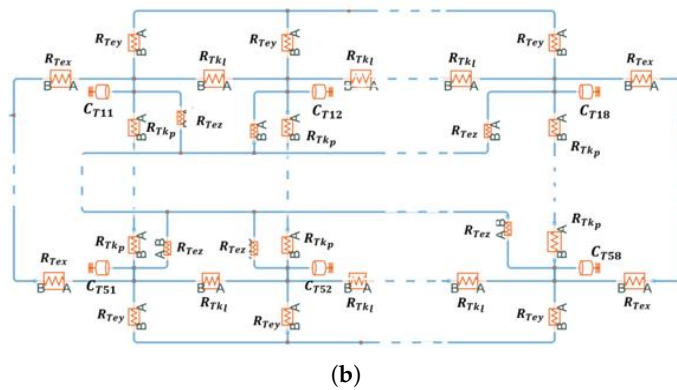 R_Tey R_Tey R_Tey
R_Tex R_Tkl R_Tkl R_Tkl R_Tex
B A B A B A B A B A
C_T11 R_Tez C_T12 R_Tez C_T18
R_Tkp R_Tkp R_Tkp
R_Tez R_Tez R_Tez
R_Tkp R_Tkp R_Tkp
R_Tex C_T51 C_T52 C_T58
B A B A B A B A B A
R_Tkl R_Tkl R_Tkl R_Tex
R_Tey R_Tey R_Tey
(b)